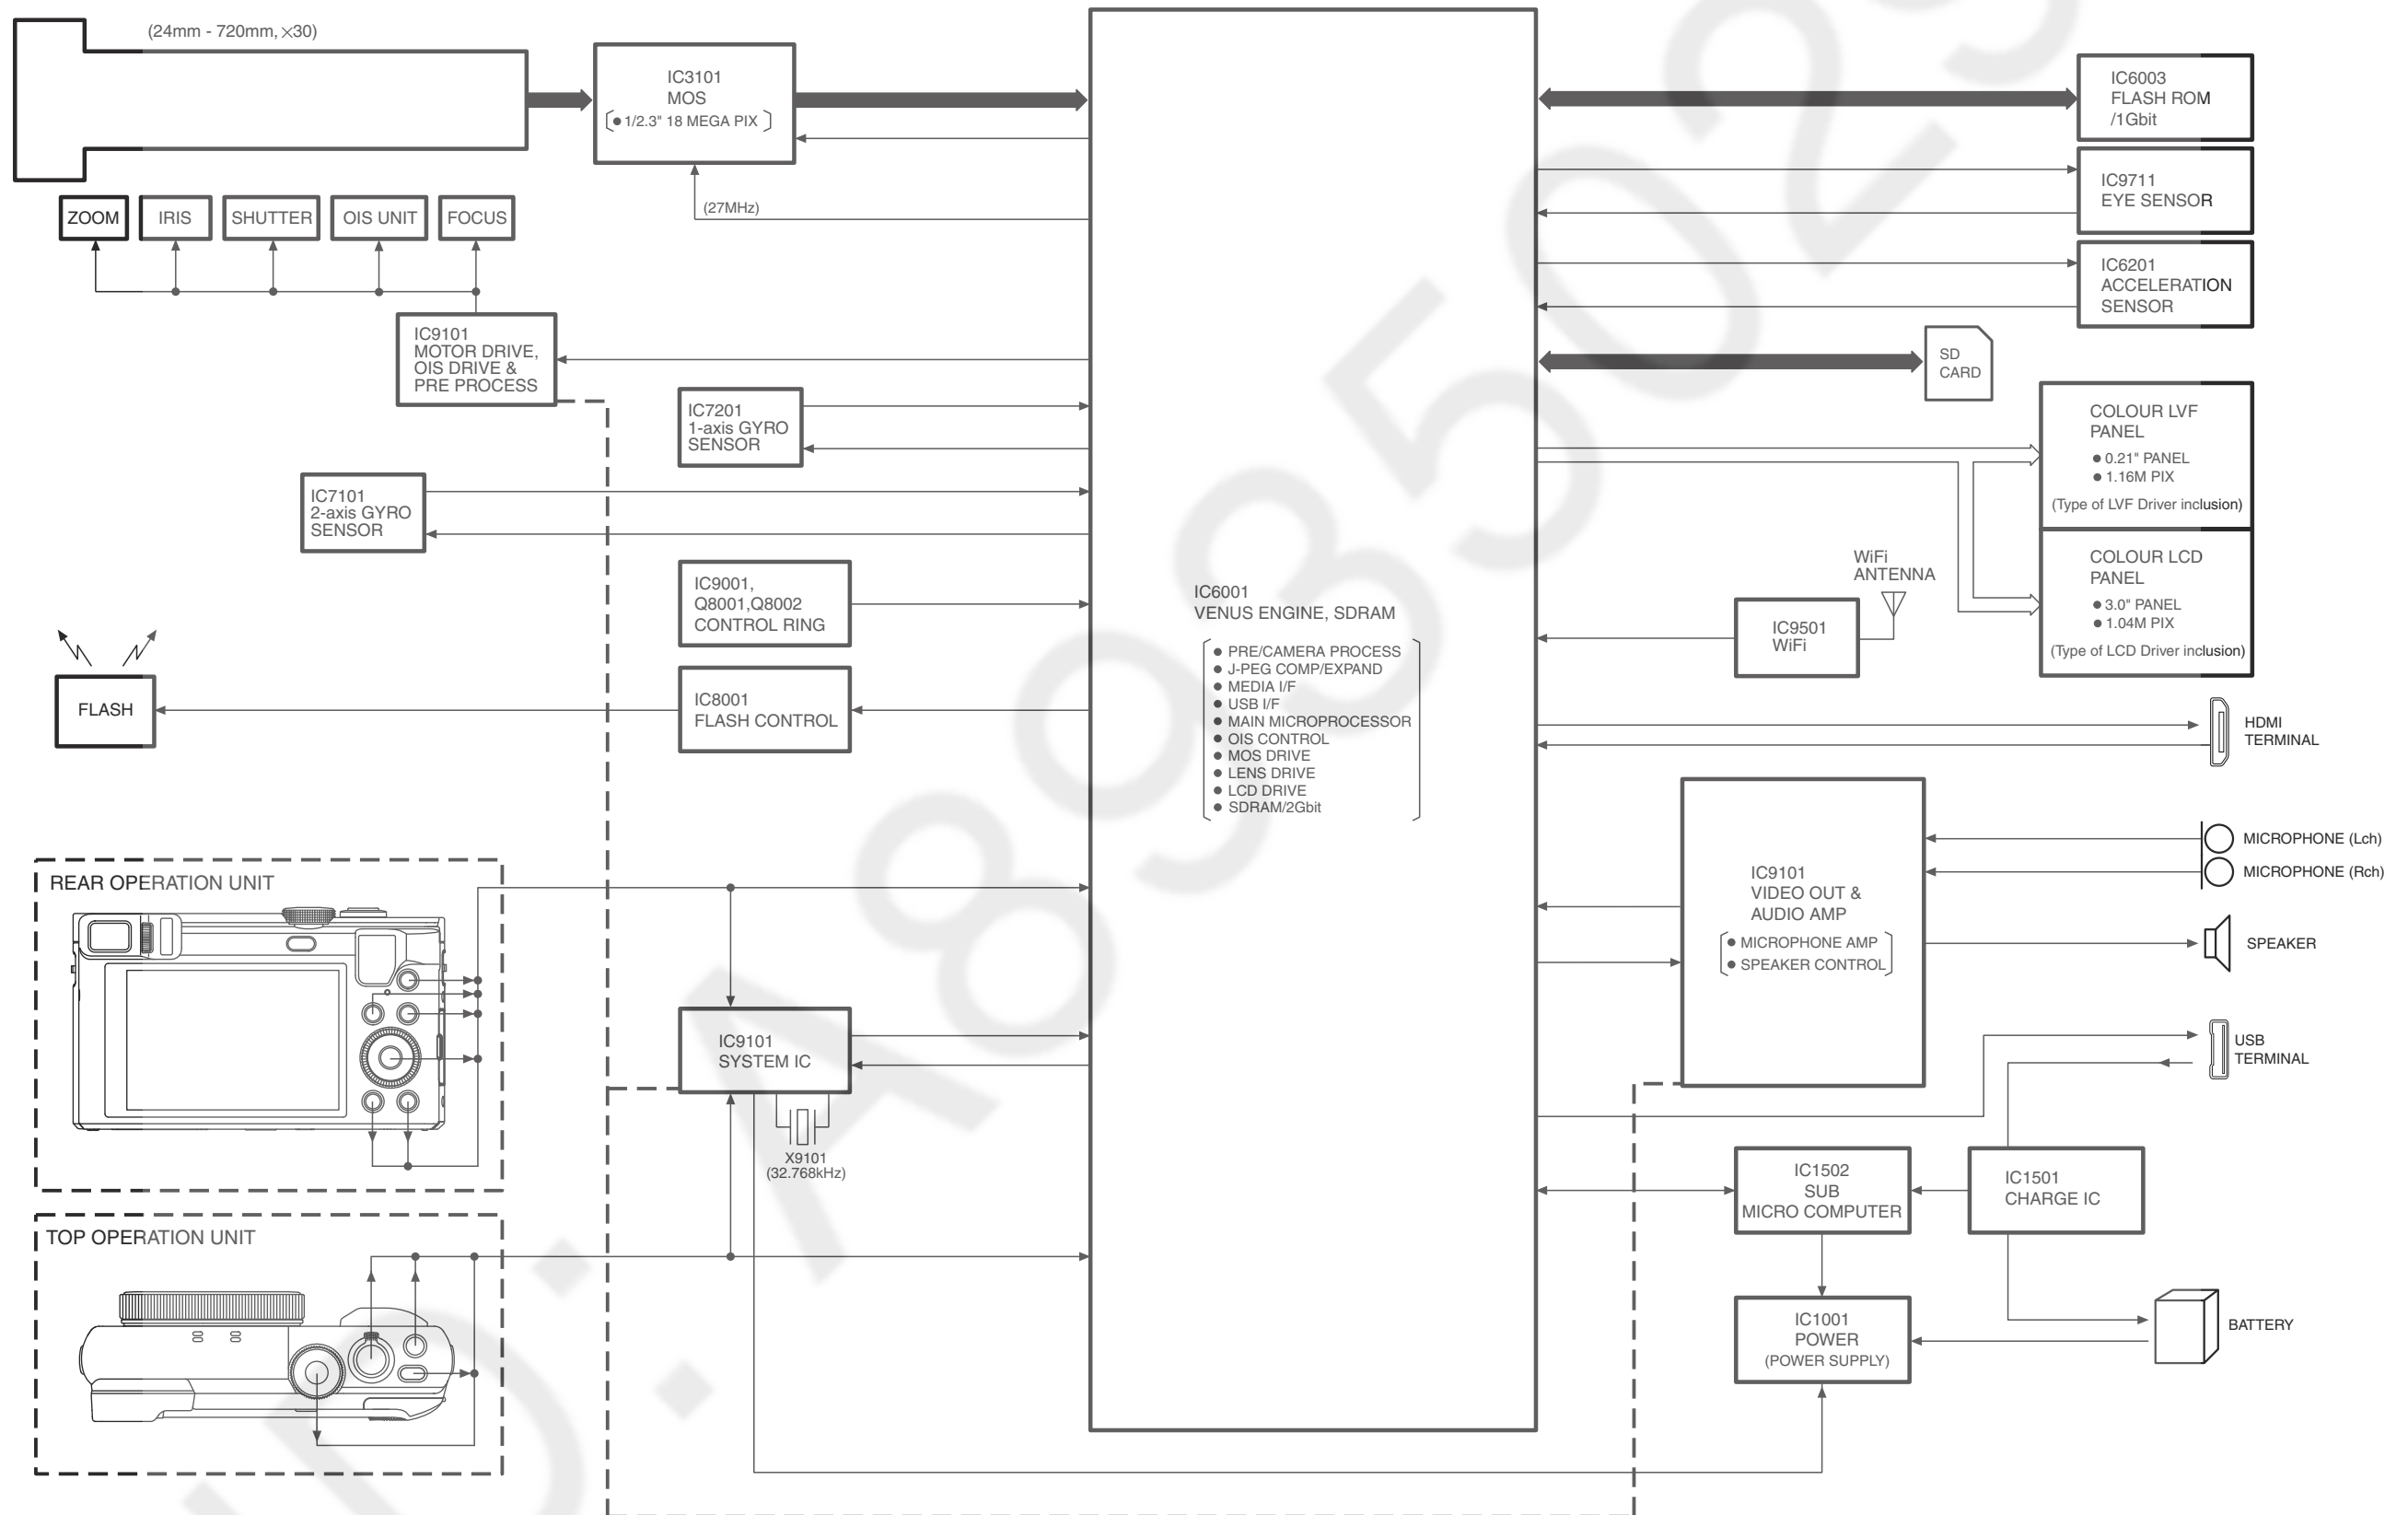 (24mm - 720mm, ×30)
IC3101
MOS
● 1/2.3" 18 MEGA PIX
(27MHz)
ZOOM
IRIS
SHUTTER
OIS UNIT
FOCUS
IC9101
MOTOR DRIVE,
OIS DRIVE &
PRE PROCESS
IC7201
1-axis GYRO
SENSOR
IC7101
2-axis GYRO
SENSOR
IC9001,
Q8001,Q8002
CONTROL RING
IC8001
FLASH CONTROL
FLASH
IC6001
VENUS ENGINE, SDRAM
● PRE/CAMERA PROCESS
● J-PEG COMP/EXPAND
● MEDIA I/F
● USB I/F
● MAIN MICROPROCESSOR
● OIS CONTROL
● MOS DRIVE
● LENS DRIVE
● LCD DRIVE
● SDRAM/2Gbit
IC6003
FLASH ROM
/1Gbit
IC9711
EYE SENSOR
IC6201
ACCELERATION
SENSOR
SD
CARD
COLOUR LVF
PANEL
● 0.21" PANEL
● 1.16M PIX
(Type of LVF Driver inclusion)
COLOUR LCD
PANEL
● 3.0" PANEL
● 1.04M PIX
(Type of LCD Driver inclusion)
WiFi
ANTENNA
IC9501
WiFi
HDMI
TERMINAL
IC9101
VIDEO OUT &
AUDIO AMP
● MICROPHONE AMP
● SPEAKER CONTROL
MICROPHONE (Lch)
MICROPHONE (Rch)
SPEAKER
USB
TERMINAL
REAR OPERATION UNIT
IC9101
SYSTEM IC
X9101
(32.768kHz)
TOP OPERATION UNIT
IC1502
SUB
MICRO COMPUTER
IC1501
CHARGE IC
IC1001
POWER
(POWER SUPPLY)
BATTERY